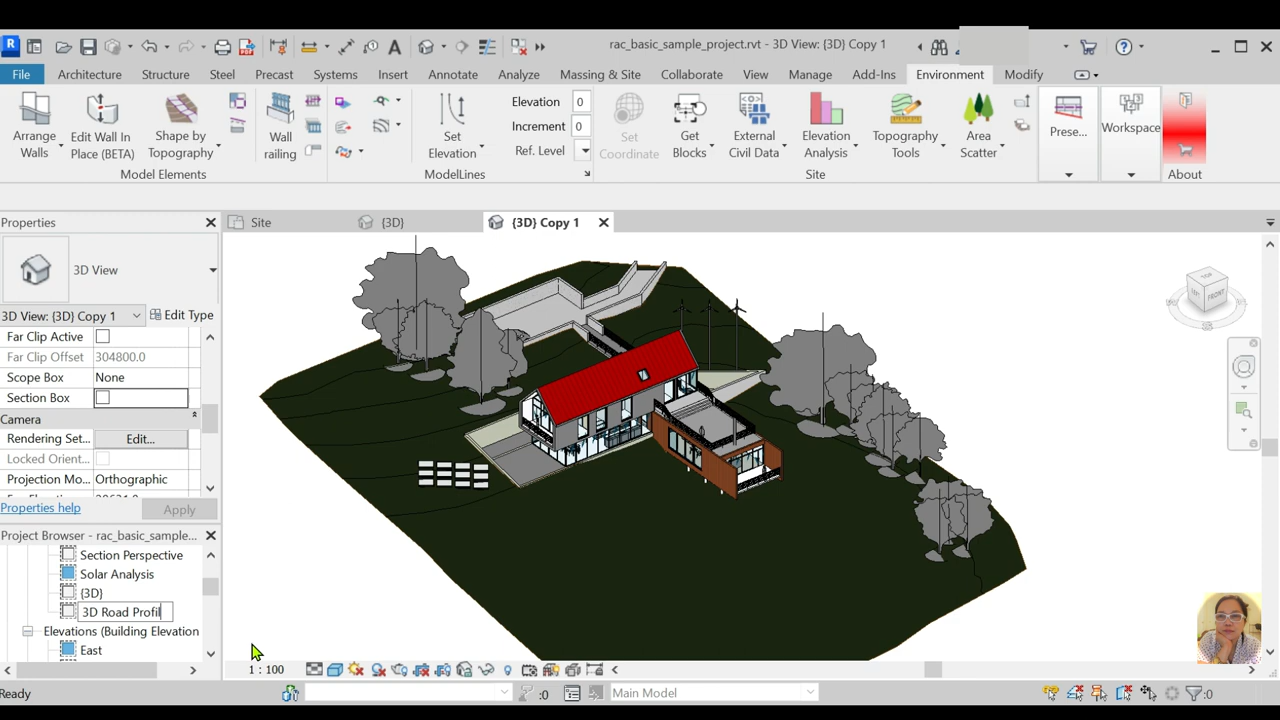 rac_basic_sample_project.rvt - 3D View: {3D} Copy 1
File Architecture Structure Steel Precast Systems Insert Annotate Analyze Massing & Site Collaborate View Manage Add-Ins Environment Modify
Arrange Walls
Edit Wall In Place (BETA)
Shape by Topography
Wall railing
Set Elevation
Elevation 0
Increment 0
Ref. Level
Set Coordinate
Get Blocks
External Civil Data
Elevation Analysis
Topography Tools
Area Scatter
Prese...
Workspace
Model Elements
ModelLines
Site
About
Properties
Site
{3D}
{3D} Copy 1
3D View
3D View: {3D} Copy 1
Edit Type
Far Clip Active
Far Clip Offset 304800.0
Scope Box None
Section Box
Camera
Rendering Set... Edit...
Locked Orient...
Projection Mo... Orthographic
Properties help
Apply
Project Browser - rac_basic_sample...
Section Perspective
Solar Analysis
{3D}
3D Road Profil
Elevations (Building Elevation
East
TOP
FRONT
1 : 100
Ready
:0
Main Model
:0